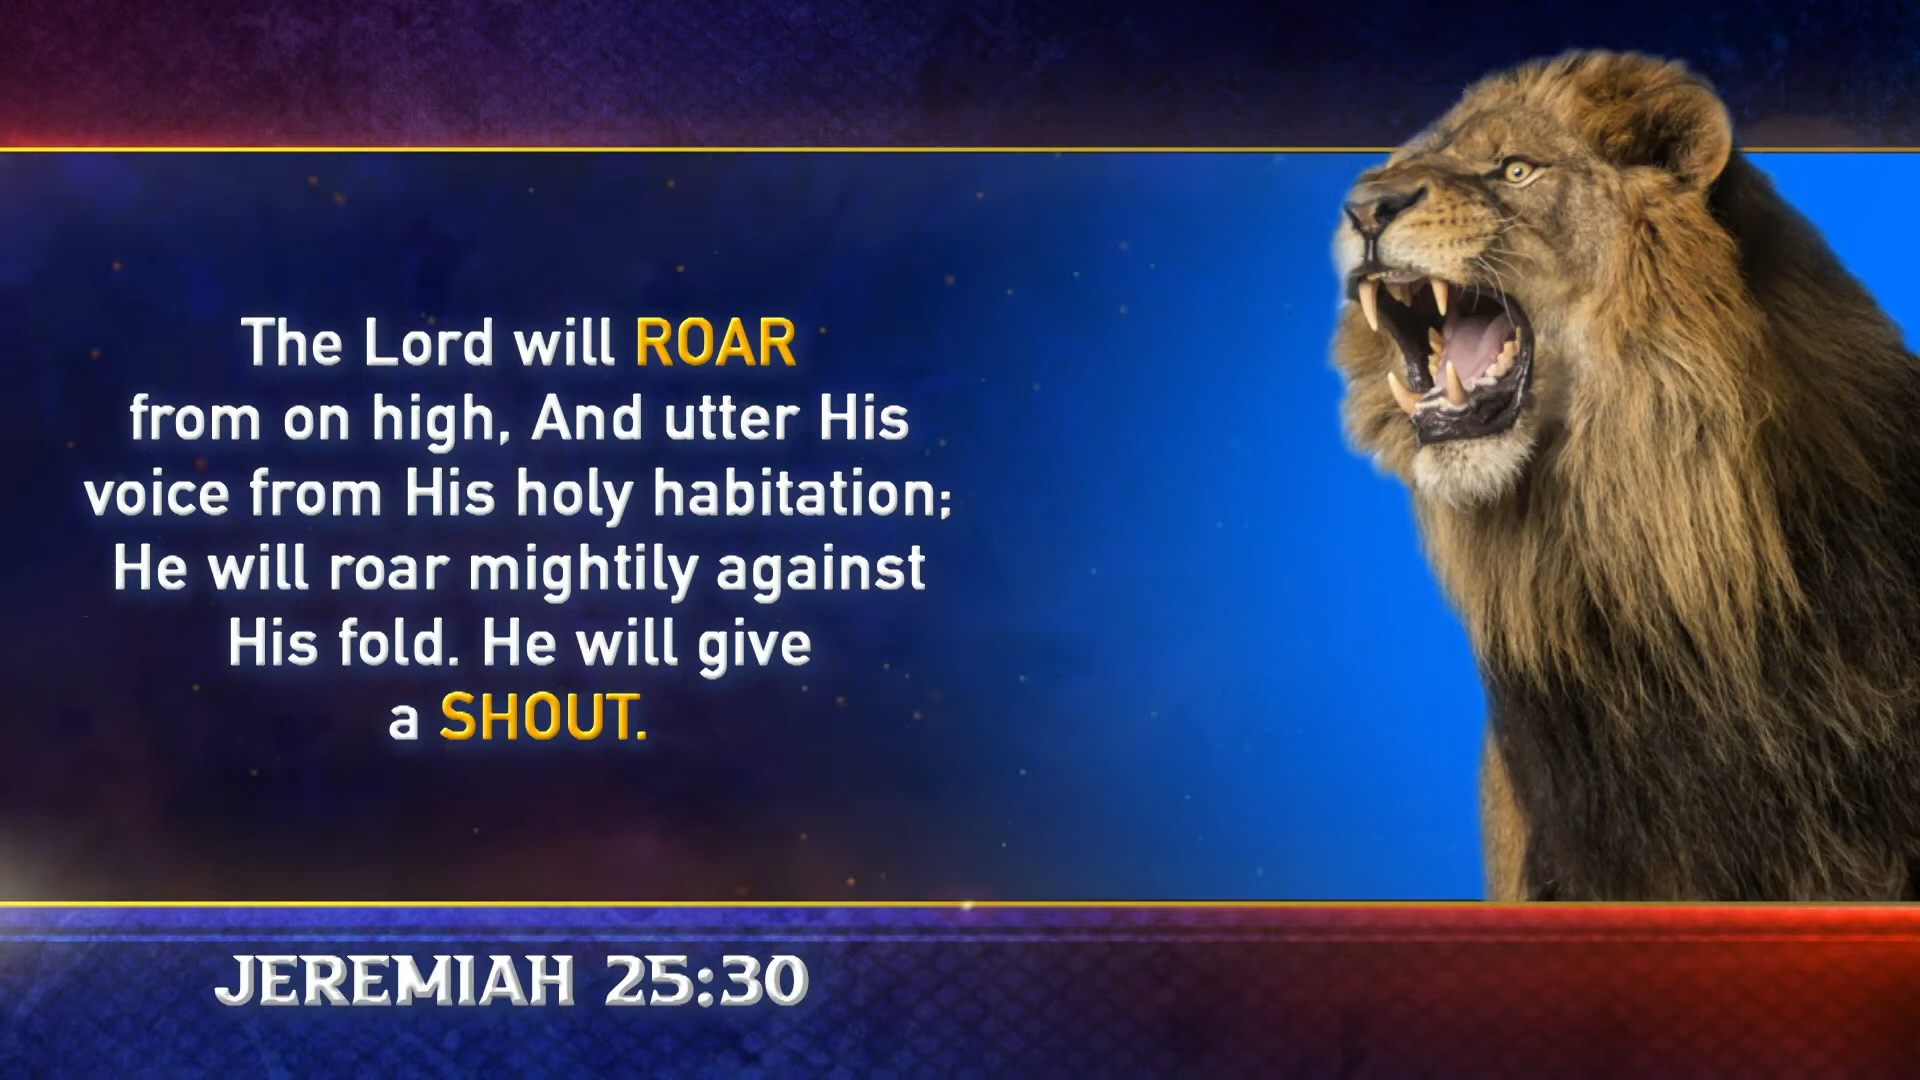 The Lord will ROAR
from on high, And utter His
voice from His holy habitation;
He will roar mightily against
His fold. He will give
a SHOUT.
JEREMIAH 25:30